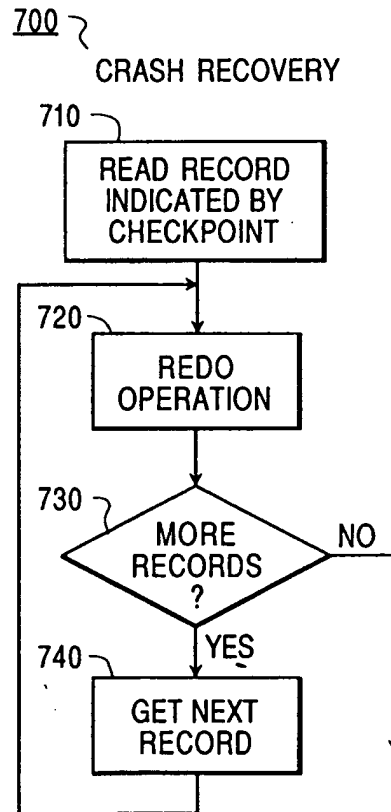 700
CRASH RECOVERY
710
READ RECORD
INDICATED BY
CHECKPOINT
720
REDO
OPERATION
730
MORE
RECORDS
?
NO
YES
740
GET NEXT
RECORD